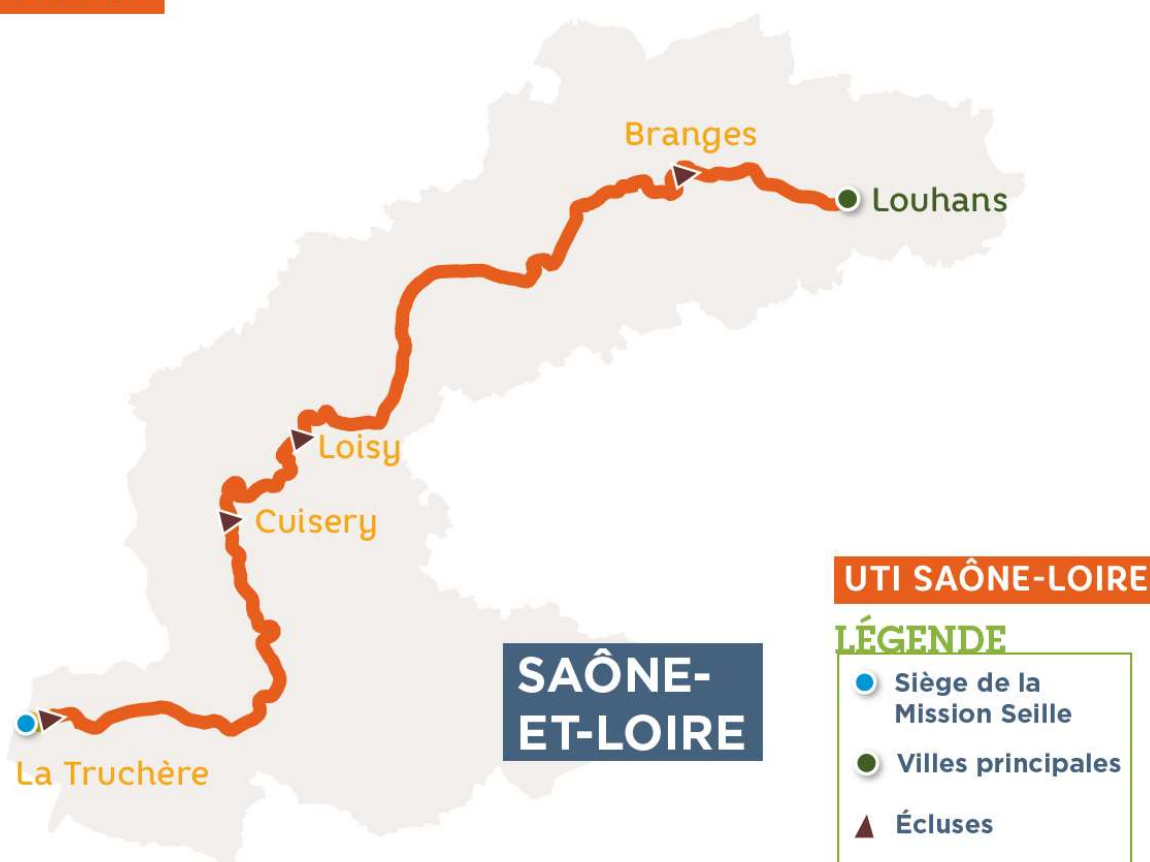 Branges
Louhans
Loisy
Cuisery
La Truchère
SAÔNE-
ET-LOIRE
UTI SAÔNE-LOIRE
LÉGENDE
Siège de la
Mission Seille
Villes principales
Écluses